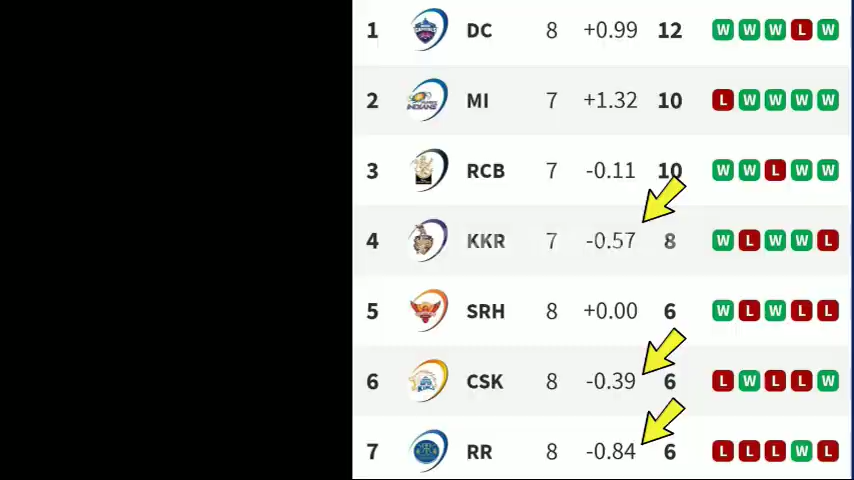 1 DC 8 +0.99 12 W W W L W
2 MI 7 +1.32 10 L W W W W
3 RCB 7 -0.11 10 W W L W W
4 KKR 7 -0.57 8 W L W W L
5 SRH 8 +0.00 6 W L W L L
6 CSK 8 -0.39 6 L W L L W
7 RR 8 -0.84 6 L L L W L